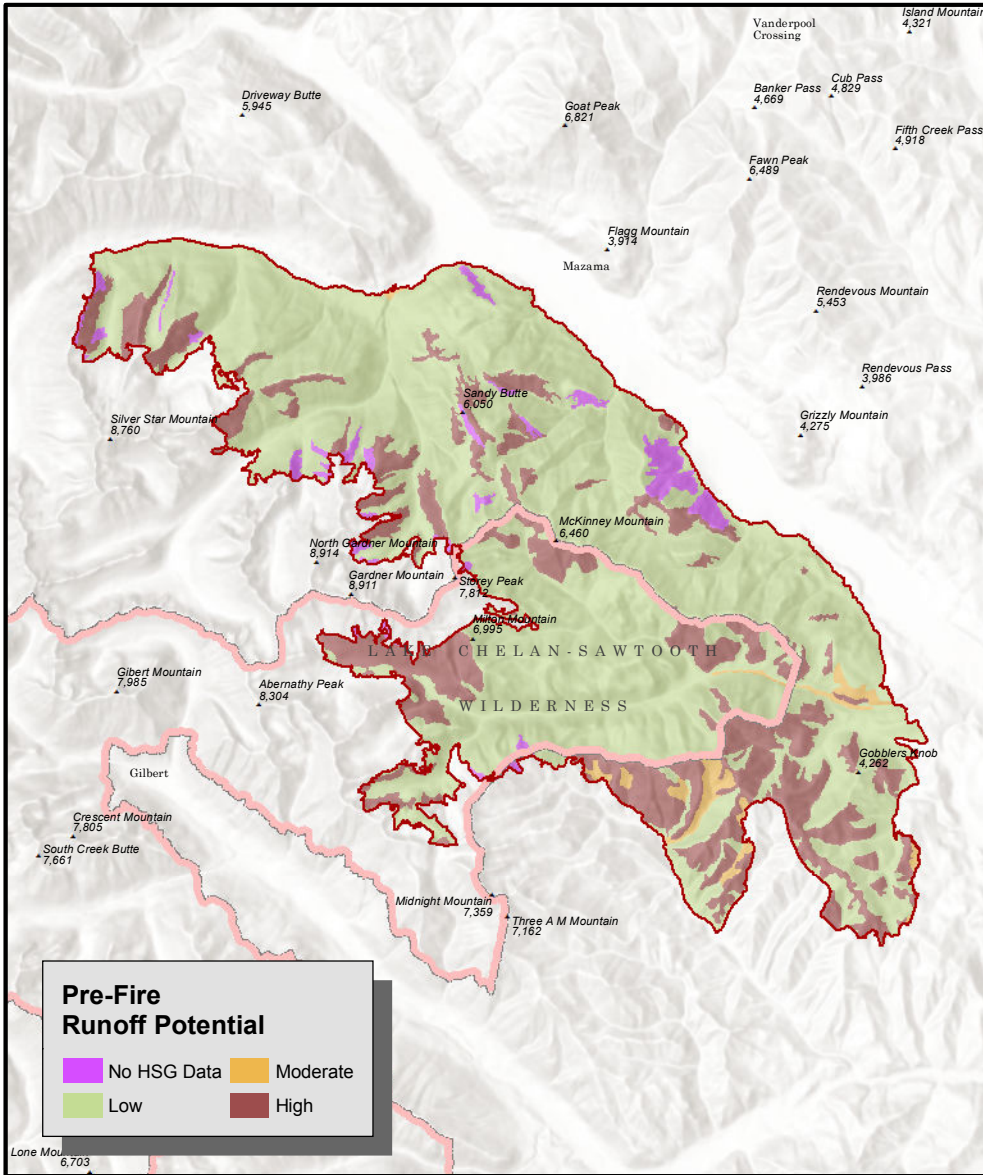 Island Mountain
4,321
Vanderpool
Crossing
Driveway Butte
5,945
Goat Peak
6,821
Banker Pass
4,669
Cub Pass
4,829
Fifth Creek Pass
4,918
Fawn Peak
6,489
Flagg Mountain
3,914
Mazama
Rendevous Mountain
5,453
Rendevous Pass
3,986
Silver Star Mountain
8,760
Sandy Butte
6,050
Grizzly Mountain
4,275
McKinney Mountain
6,460
North Gardner Mountain
8,914
Gardner Mountain
8,911
Storey Peak
7,812
Milton Mountain
6,995
LAKE CHELAN-SAWTOOTH
WILDERNESS
Gibert Mountain
7,985
Abernathy Peak
8,304
Gilbert
Gobblers Knob
4,262
Crescent Mountain
7,805
South Creek Butte
7,661
Midnight Mountain
7,359
Three A M Mountain
7,162
Pre-Fire
Runoff Potential
No HSG Data
Moderate
Low
High
Lone Mou
6,703